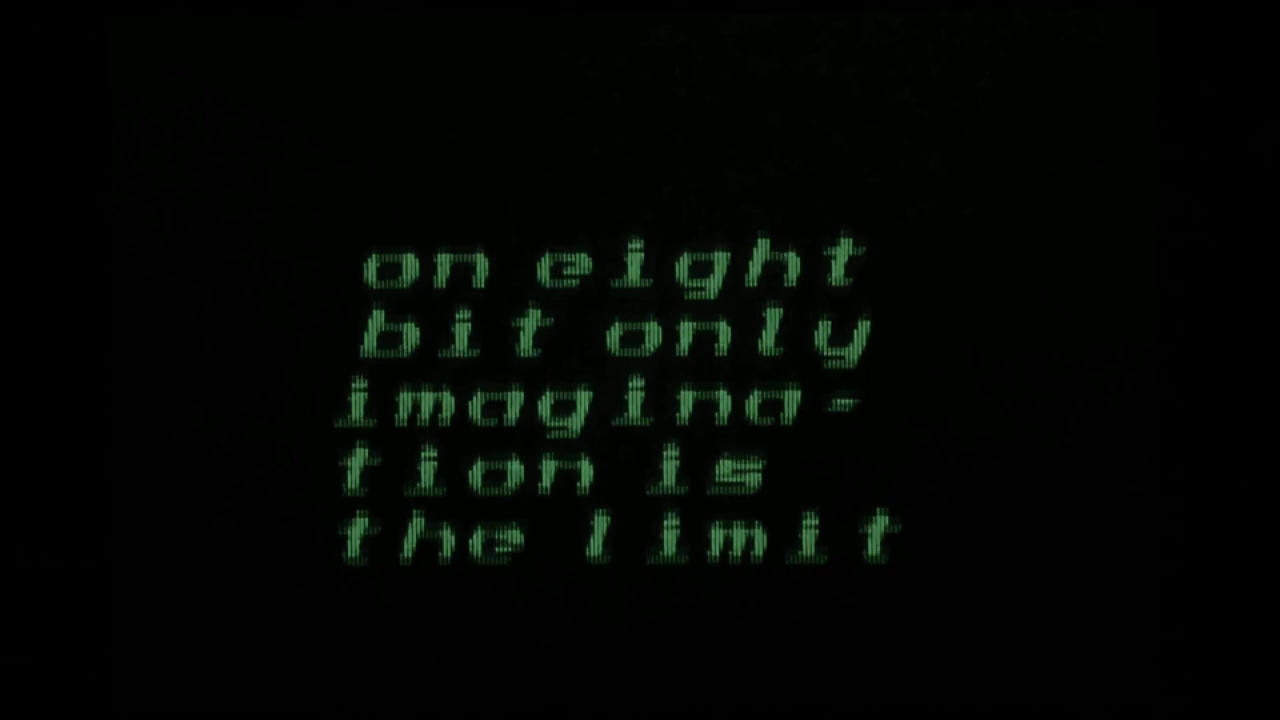 on eight
bit only
imagina-
tion is
the limit